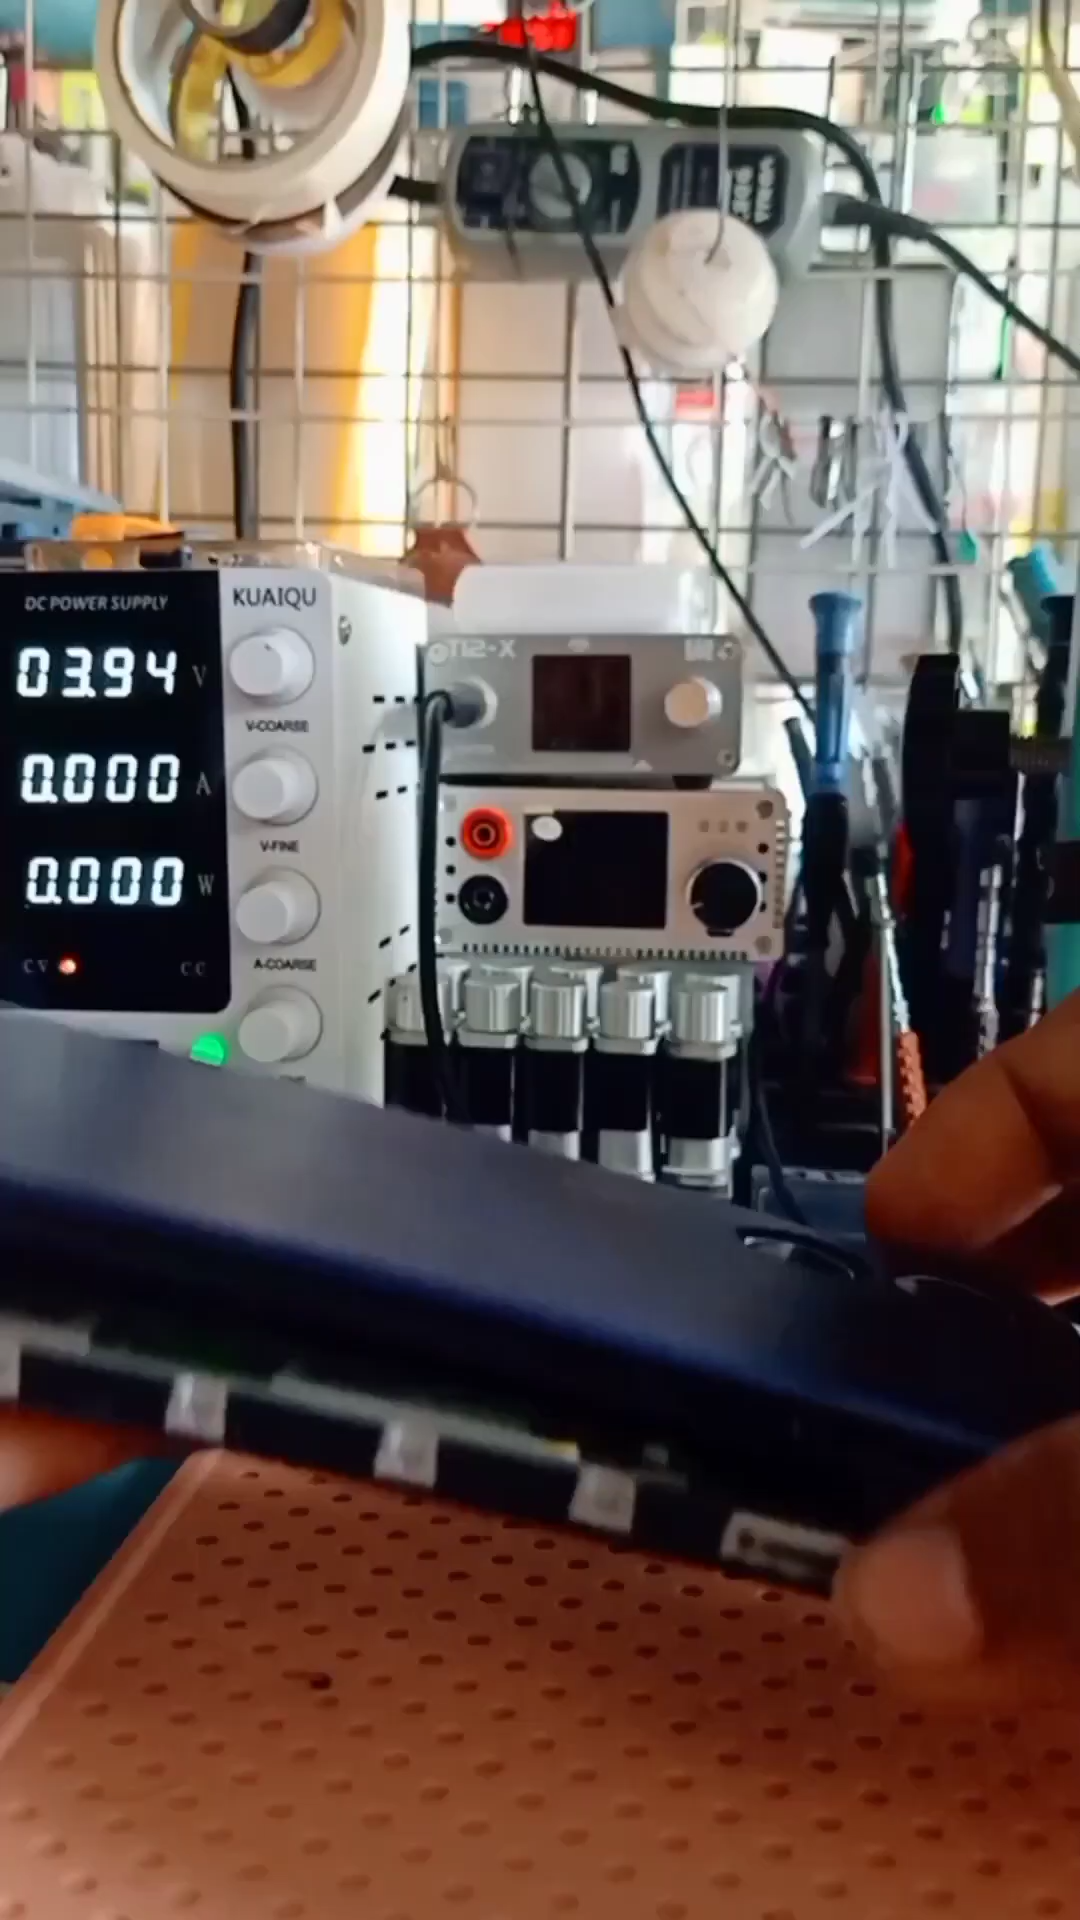 DC POWER SUPPLY
KUAIQU
03.94 V
V-COARSE
0.000 A
V-FINE
0.000 W
A-COARSE
CV
CC
T12-X